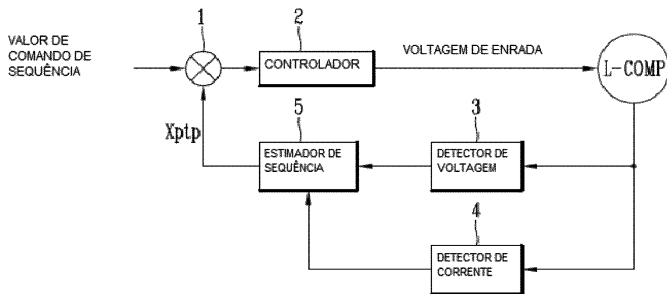 VALOR DE
COMANDO DE
SEQUÊNCIA
1
2
CONTROLADOR
VOLTAGEM DE ENRADA
L-COMP
Xptp
5
ESTIMADOR DE
SEQUÊNCIA
3
DETECTOR DE
VOLTAGEM
4
DETECTOR DE
CORRENTE